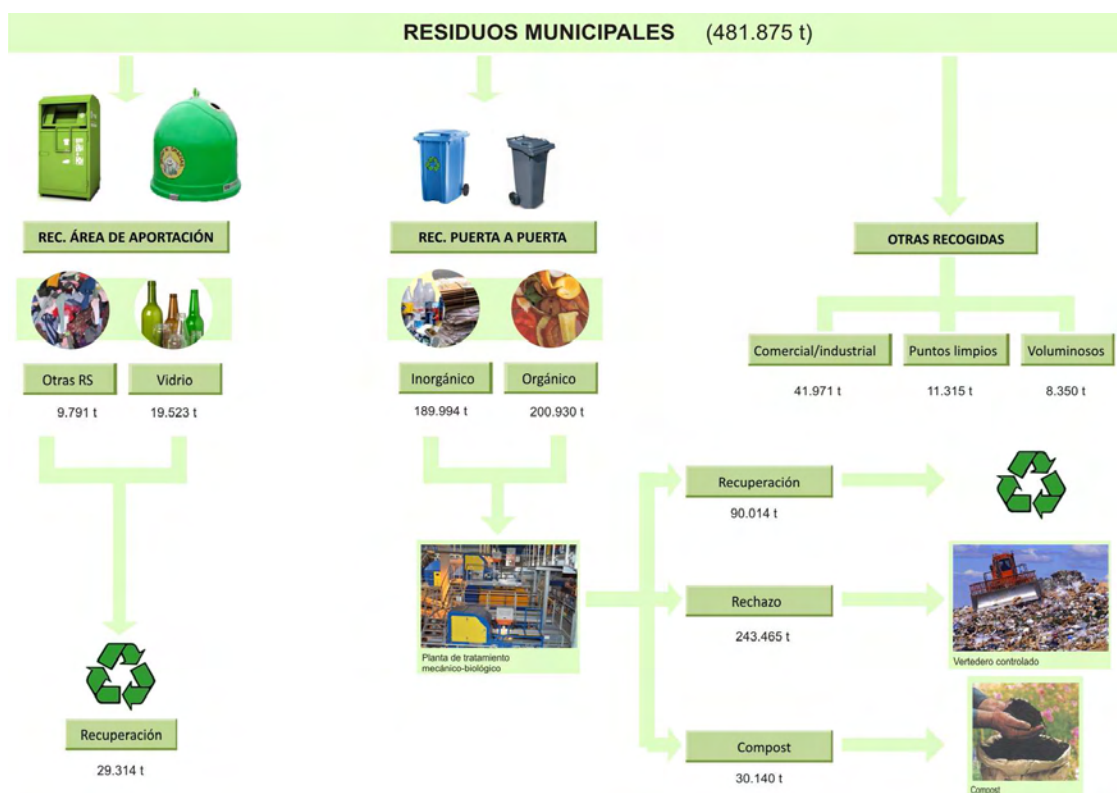 RESIDUOS MUNICIPALES (481.875 t)
REC. ÁREA DE APORTACIÓN
REC. PUERTA A PUERTA
OTRAS RECOGIDAS
Otras RS
Vidrio
9.791 t
19.523 t
Inorgánico
Orgánico
189.994 t
200.930 t
Comercial/industrial
Puntos limpios
Voluminosos
41.971 t
11.315 t
8.350 t
Recuperación
90.014 t
Planta de tratamiento
mecánico-biológico
Rechazo
243.465 t
Vertedero controlado
Recuperación
29.314 t
Compost
30.140 t
Compost